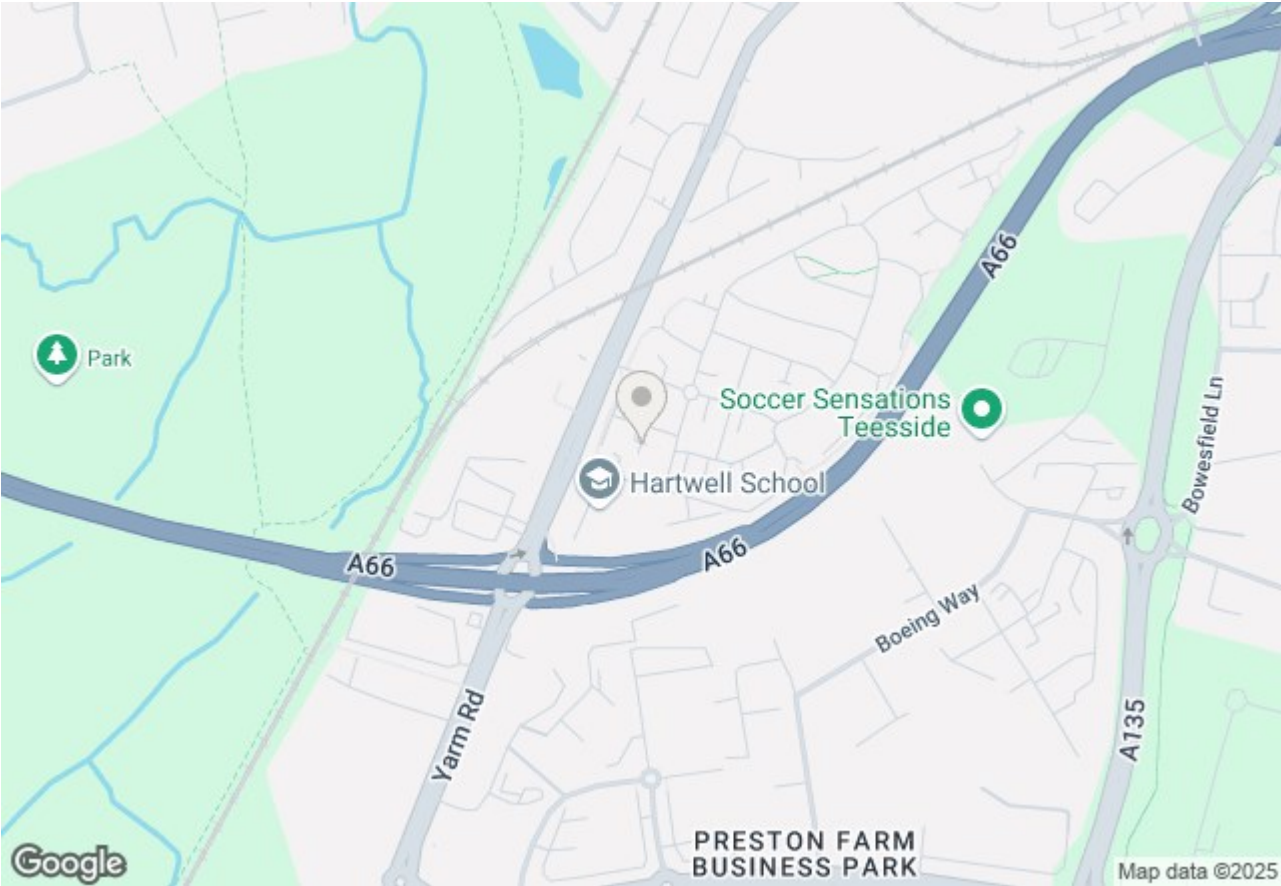 A66
Park
Soccer Sensations
Teesside
Bowesfield Ln
Hartwell School
A66
A66
Boeing Way
Yarm Rd
A135
PRESTON FARM
BUSINESS PARK
Google
Map data ©2025